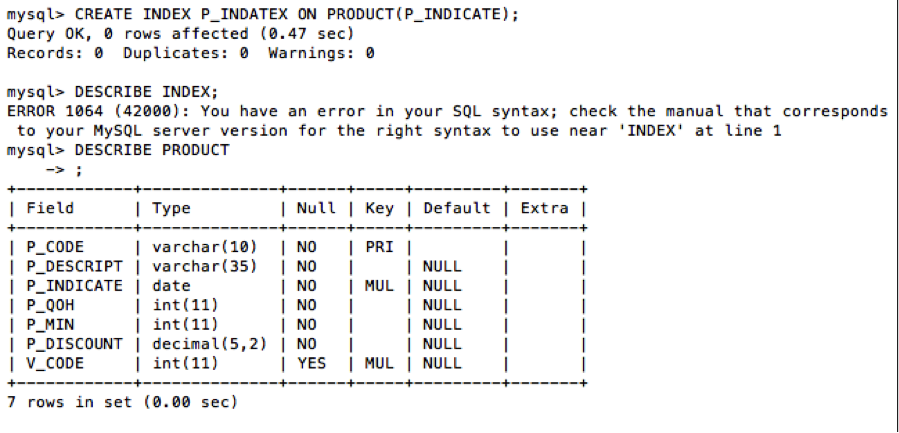 mysql> CREATE INDEX P_INDATEX ON PRODUCT(P_INDICATE);
Query OK, 0 rows affected (0.47 sec)
Records: 0  Duplicates: 0  Warnings: 0

mysql> DESCRIBE INDEX;
ERROR 1064 (42000): You have an error in your SQL syntax; check the manual that corresponds
 to your MySQL server version for the right syntax to use near 'INDEX' at line 1
mysql> DESCRIBE PRODUCT
    -> ;
+------------+--------------+------+-----+---------+-------+
| Field      | Type         | Null | Key | Default | Extra |
+------------+--------------+------+-----+---------+-------+
| P_CODE     | varchar(10)  | NO   | PRI |         |       |
| P_DESCRIPT | varchar(35)  | NO   |     | NULL    |       |
| P_INDICATE | date         | NO   | MUL | NULL    |       |
| P_QOH      | int(11)      | NO   |     | NULL    |       |
| P_MIN      | int(11)      | NO   |     | NULL    |       |
| P_DISCOUNT | decimal(5,2) | NO   |     | NULL    |       |
| V_CODE     | int(11)      | YES  | MUL | NULL    |       |
+------------+--------------+------+-----+---------+-------+
7 rows in set (0.00 sec)